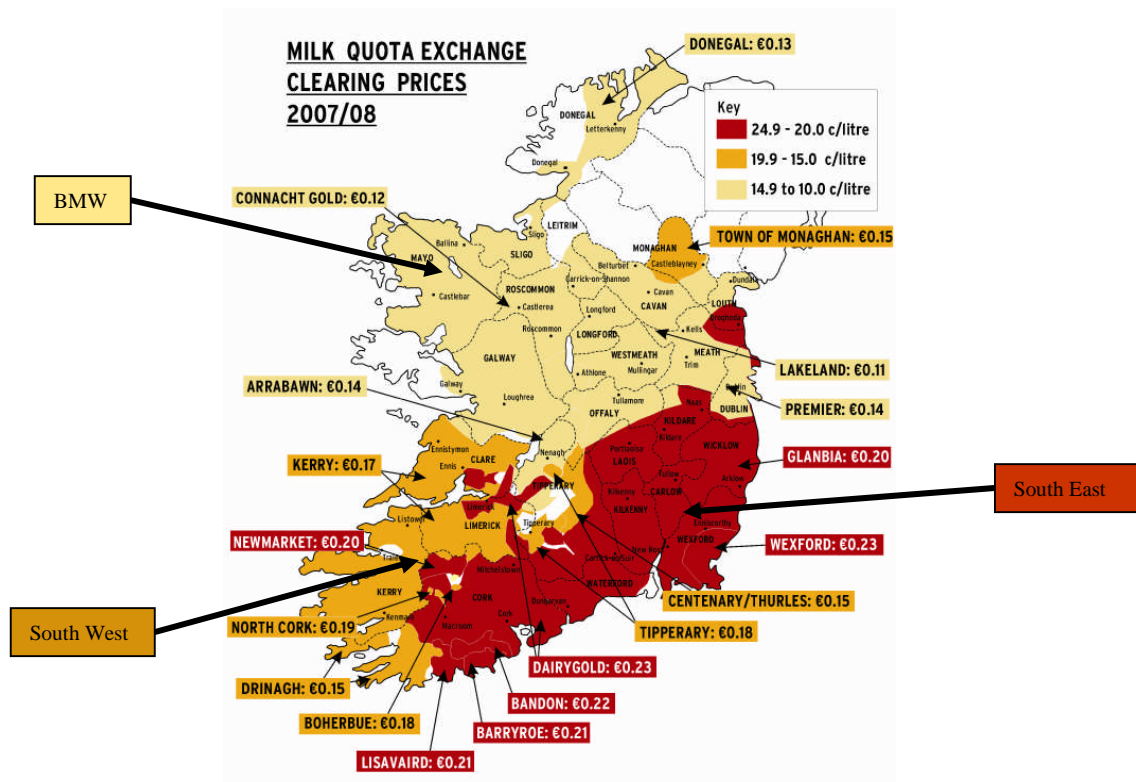 MILK QUOTA EXCHANGE
CLEARING PRICES
2007/08
DONEGAL: €0.13
Key
24.9 - 20.0 c/litre
19.9 - 15.0 c/litre
14.9 to 10.0 c/litre
DONEGAL
Letterkenny
Donegal
BMW
CONNACHT GOLD: €0.12
TOWN OF MONAGHAN: €0.15
LEITRIM
Sligo
Ballina
MAYO
SLIGO
MONAGHAN
Castleblayney
Belturbet
Carrick-on-Shannon
Dundalk
Cavan
CAVAN
ROSCOMMON
Castlebar
Castlerea
Longford
LOUTH
Drogheda
Roscommon
LONGFORD
Kells
MEATH
GALWAY
WESTMEATH
Mullingar
Trim
LAKELAND: €0.11
ARRABAWN: €0.14
Galway
Athlone
Dublin
Loughrea
Tullamore
OFFALY
Naas
DUBLIN
PREMIER: €0.14
KILDARE
Kildare
Ennistymon
CLARE
Nenagh
Portlaoise
LAOIS
WICKLOW
KERRY: €0.17
Ennis
GLANBIA: €0.20
Tullow
Arklow
TIPPERARY
Kilkenny
CARLOW
South East
Limerick
KILKENNY
Listowel
LIMERICK
Tipperary
Enniscorthy
NEWMARKET: €0.20
WEXFORD
WEXFORD: €0.23
New Ross
Tralee
Mitchelstown
Carrick-on-Suir
WATERFORD
KERRY
CORK
Dungarvan
CENTENARY/THURLES: €0.15
South West
NORTH CORK: €0.19
Kenmare
Macroom
Cork
TIPPERARY: €0.18
DAIRYGOLD: €0.23
DRINAGH: €0.15
BANDON: €0.22
BOHERBUE: €0.18
BARRYROE: €0.21
LISAVAIRD: €0.21